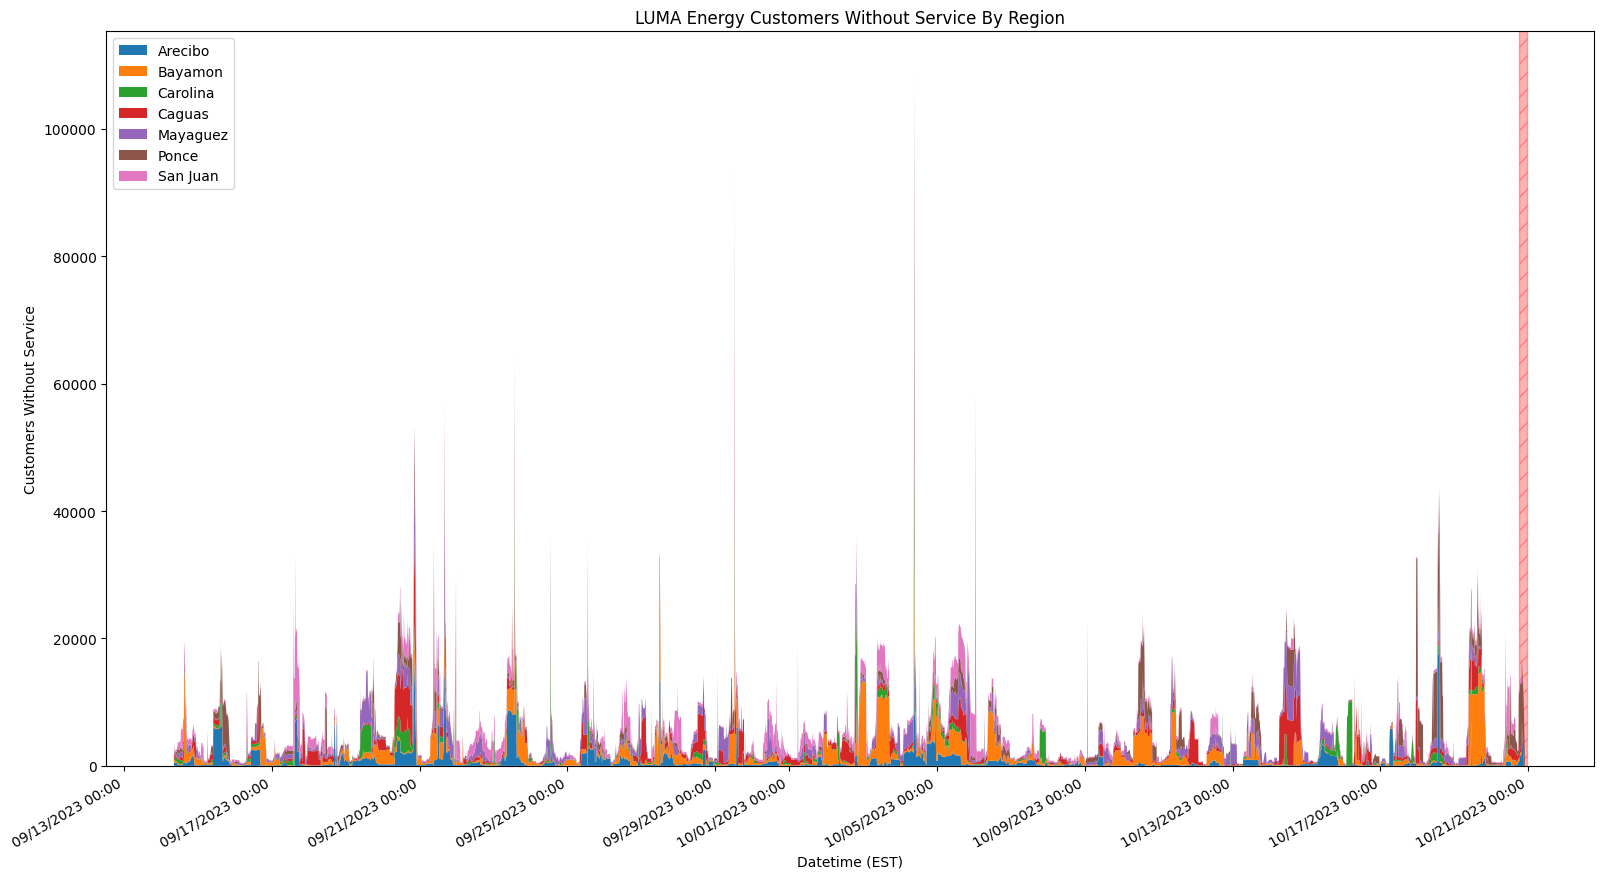 LUMA Energy Customers Without Service By Region
Arecibo
Bayamon
Carolina
Caguas
Mayaguez
Ponce
San Juan
100000
80000
60000
40000
20000
0
Customers Without Service
09/13/2023 00:00
09/17/2023 00:00
09/21/2023 00:00
09/25/2023 00:00
09/29/2023 00:00
10/01/2023 00:00
10/05/2023 00:00
10/09/2023 00:00
10/13/2023 00:00
10/17/2023 00:00
10/21/2023 00:00
Datetime (EST)